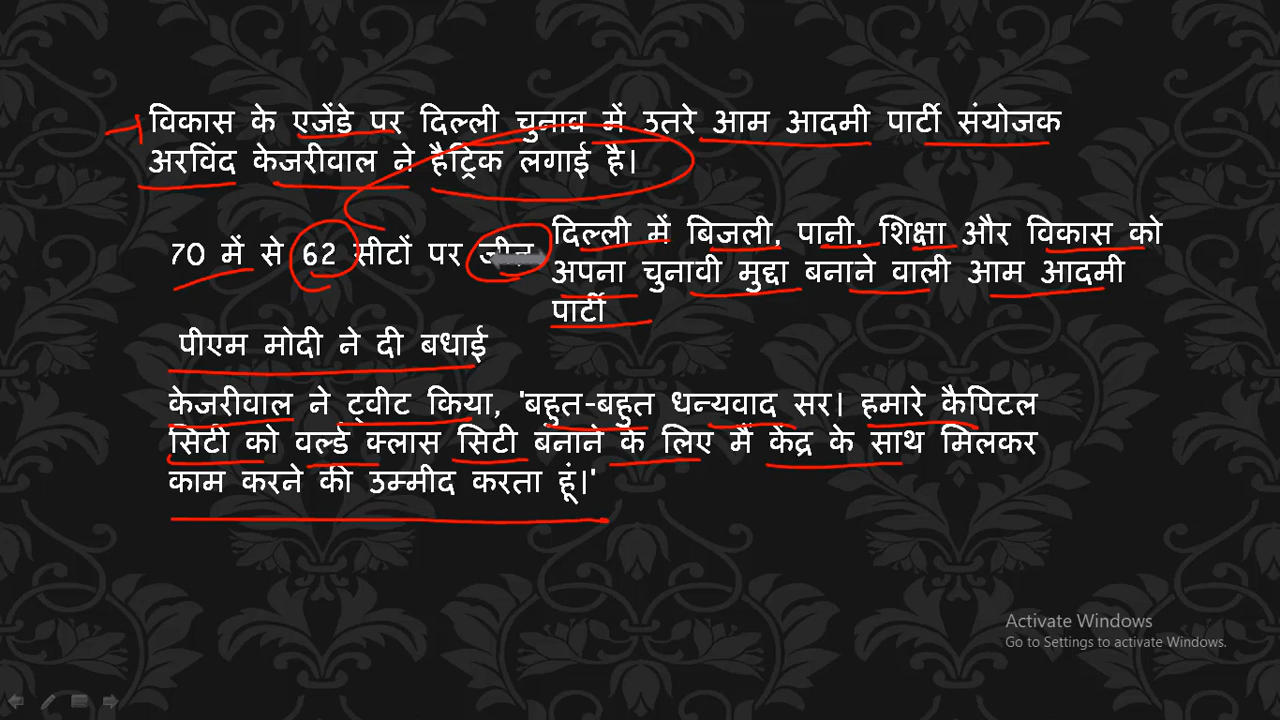 विकास के एजेंडे पर दिल्ली चुनाव में उतरे आम आदमी पार्टी संयोजक
अरविंद केजरीवाल ने हैट्रिक लगाई है।
70 में से 62 सीटों पर जीत
दिल्ली में बिजली, पानी, शिक्षा और विकास को
अपना चुनावी मुद्दा बनाने वाली आम आदमी
पार्टी
पीएम मोदी ने दी बधाई
केजरीवाल ने ट्वीट किया, 'बहुत-बहुत धन्यवाद सर। हमारे कैपिटल
सिटी को वर्ल्ड क्लास सिटी बनाने के लिए मैं केंद्र के साथ मिलकर
काम करने की उम्मीद करता हूं।'
Activate Windows
Go to Settings to activate Windows.